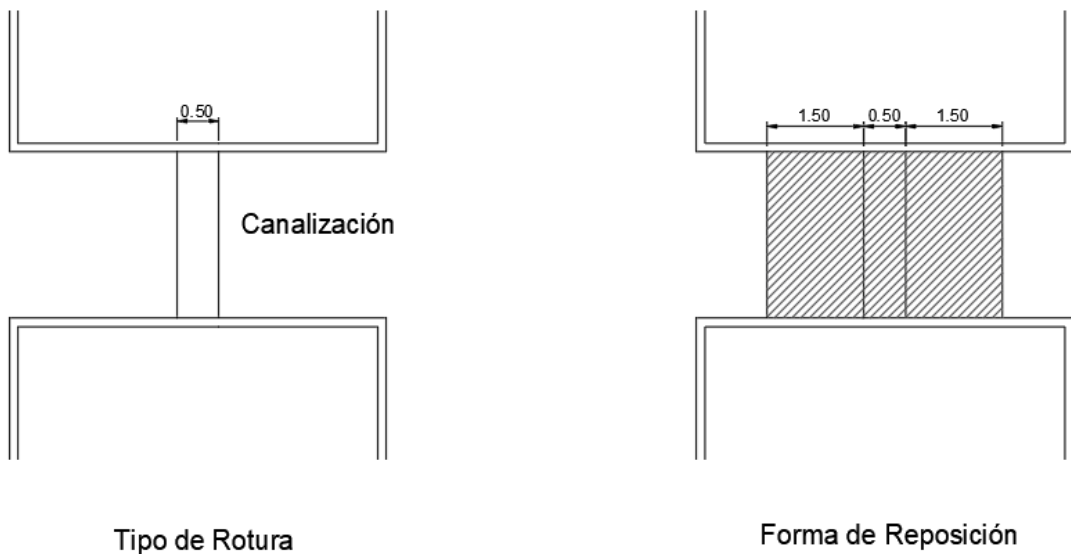 0.50
1.50 0.50 1.50
Canalización
Tipo de Rotura
Forma de Reposición